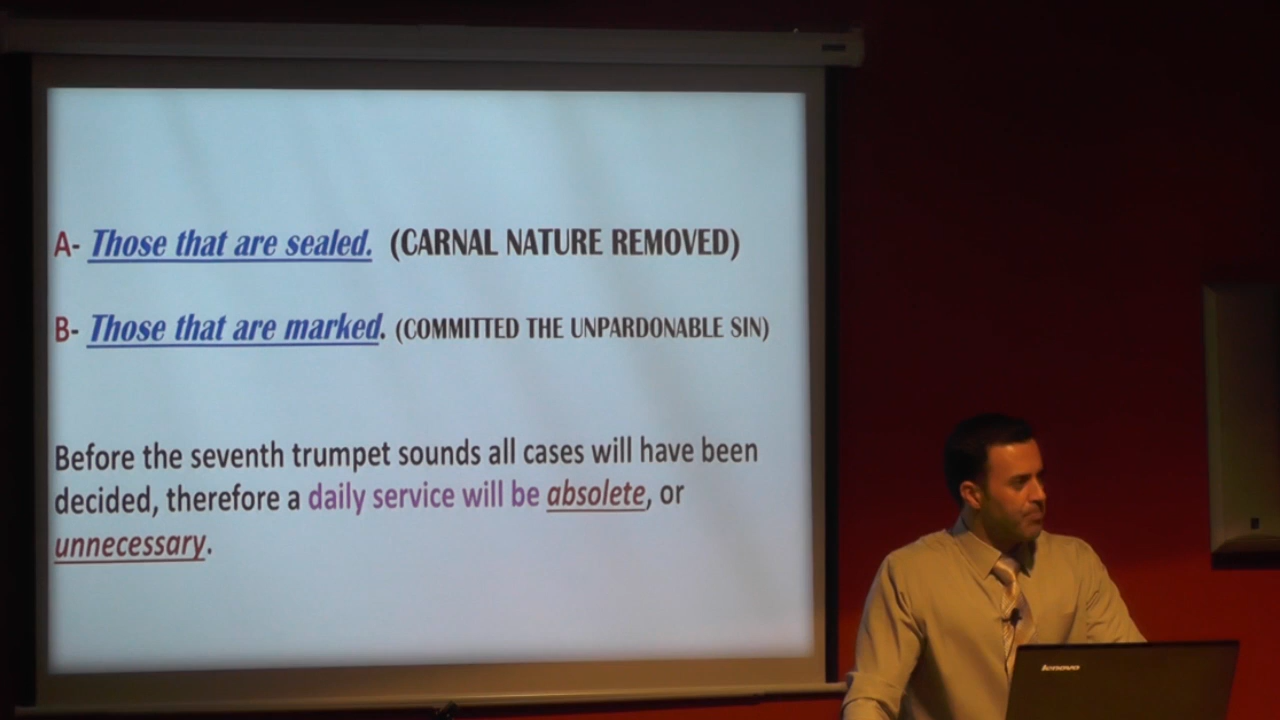 A- Those that are sealed. (CARNAL NATURE REMOVED)
B- Those that are marked. (COMMITTED THE UNPARDONABLE SIN)
Before the seventh trumpet sounds all cases will have been
decided, therefore a daily service will be absolete, or
unnecessary.
lenovo